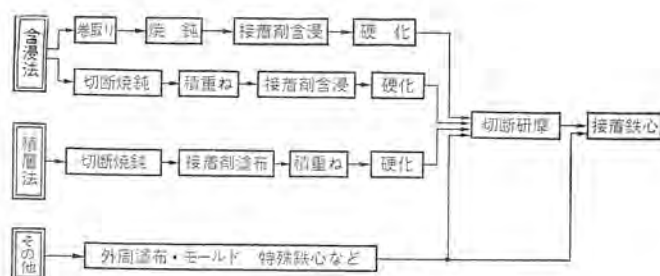 含浸法
巻取り
焼鈍
接着剤含浸
硬化
切断焼鈍
積重ね
接着剤含浸
硬化
切断研摩
接着鉄心
積層法
切断焼鈍
接着剤塗布
積重ね
硬化
その他
外周塗布・モールド 特殊鉄心など